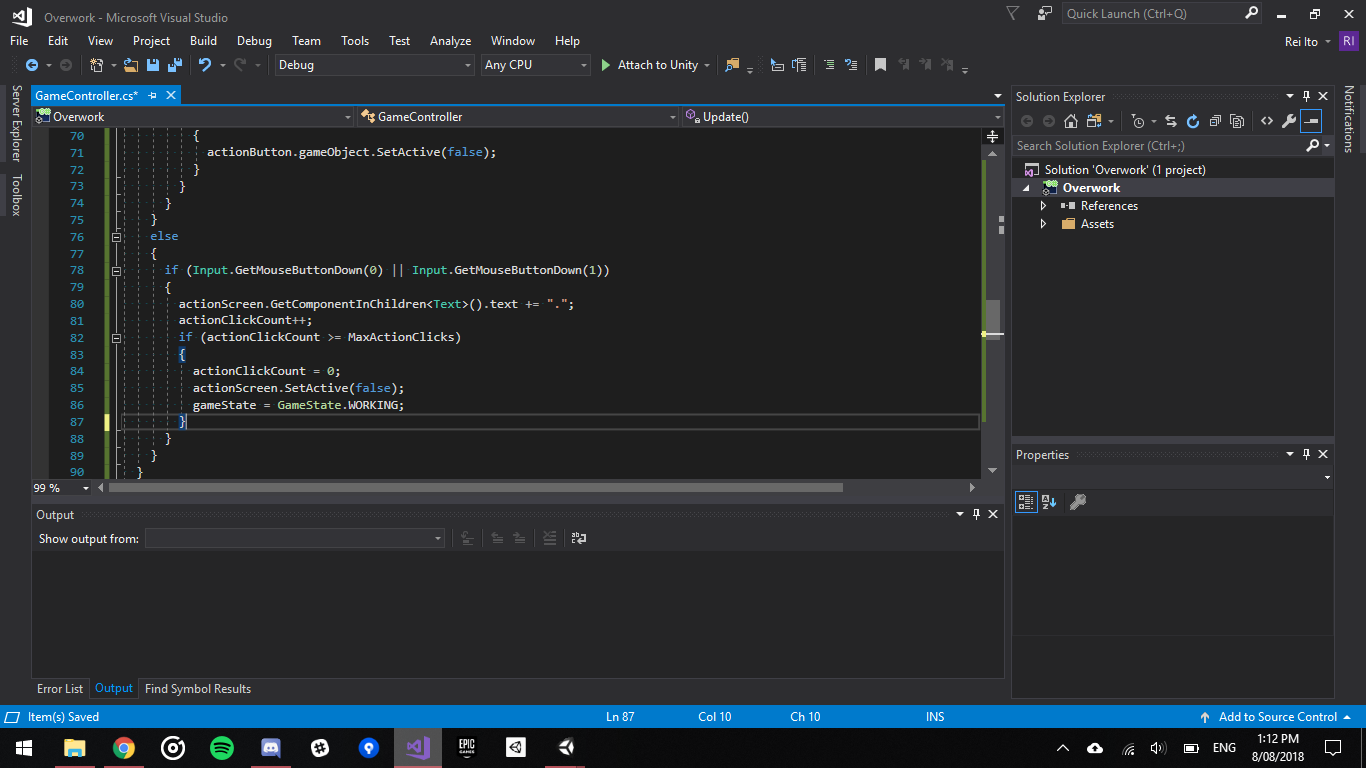 Overwork - Microsoft Visual Studio
Quick Launch (Ctrl+Q)
File Edit View Project Build Debug Team Tools Test Analyze Window Help
Rei Ito RI
Debug Any CPU Attach to Unity
Server Explorer
Toolbox
GameController.cs*
Overwork GameController Update()
70 {
71 actionButton.gameObject.SetActive(false);
72 }
73 }
74 }
75 }
76 else
77 {
78 if (Input.GetMouseButtonDown(0) || Input.GetMouseButtonDown(1))
79 {
80 actionScreen.GetComponentInChildren<Text>().text += ".";
81 actionClickCount++;
82 if (actionClickCount >= MaxActionClicks)
83 {
84 actionClickCount = 0;
85 actionScreen.SetActive(false);
86 gameState = GameState.WORKING;
87 }
88 }
89 }
90 }
99 %
Output
Show output from:
Error List Output Find Symbol Results
Solution Explorer
Search Solution Explorer (Ctrl+;)
Solution 'Overwork' (1 project)
Overwork
References
Assets
Properties
Notifications
Item(s) Saved Ln 87 Col 10 Ch 10 INS Add to Source Control
EPIC
GAMES
ENG
1:12 PM
8/08/2018